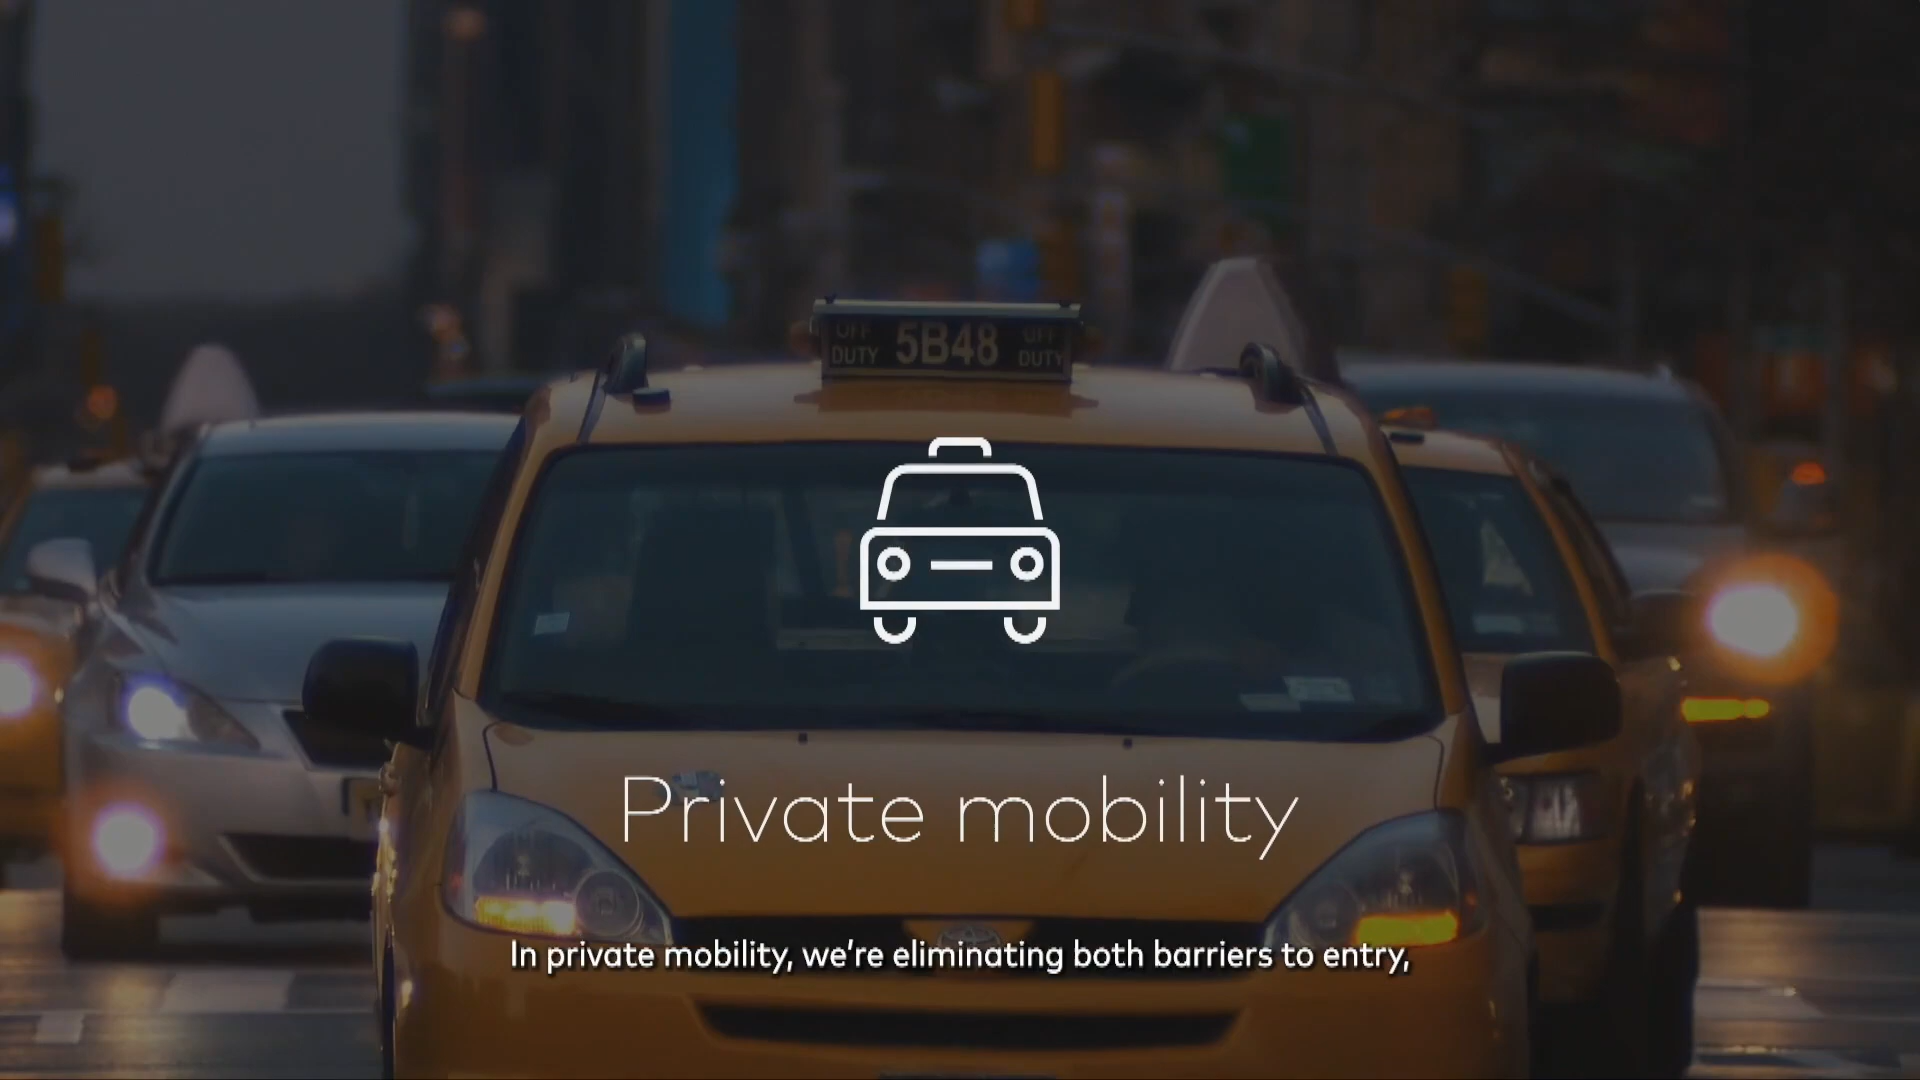 OFF 5B48 OFF
DUTY DUTY
Private mobility
In private mobility, we're eliminating both barriers to entry,